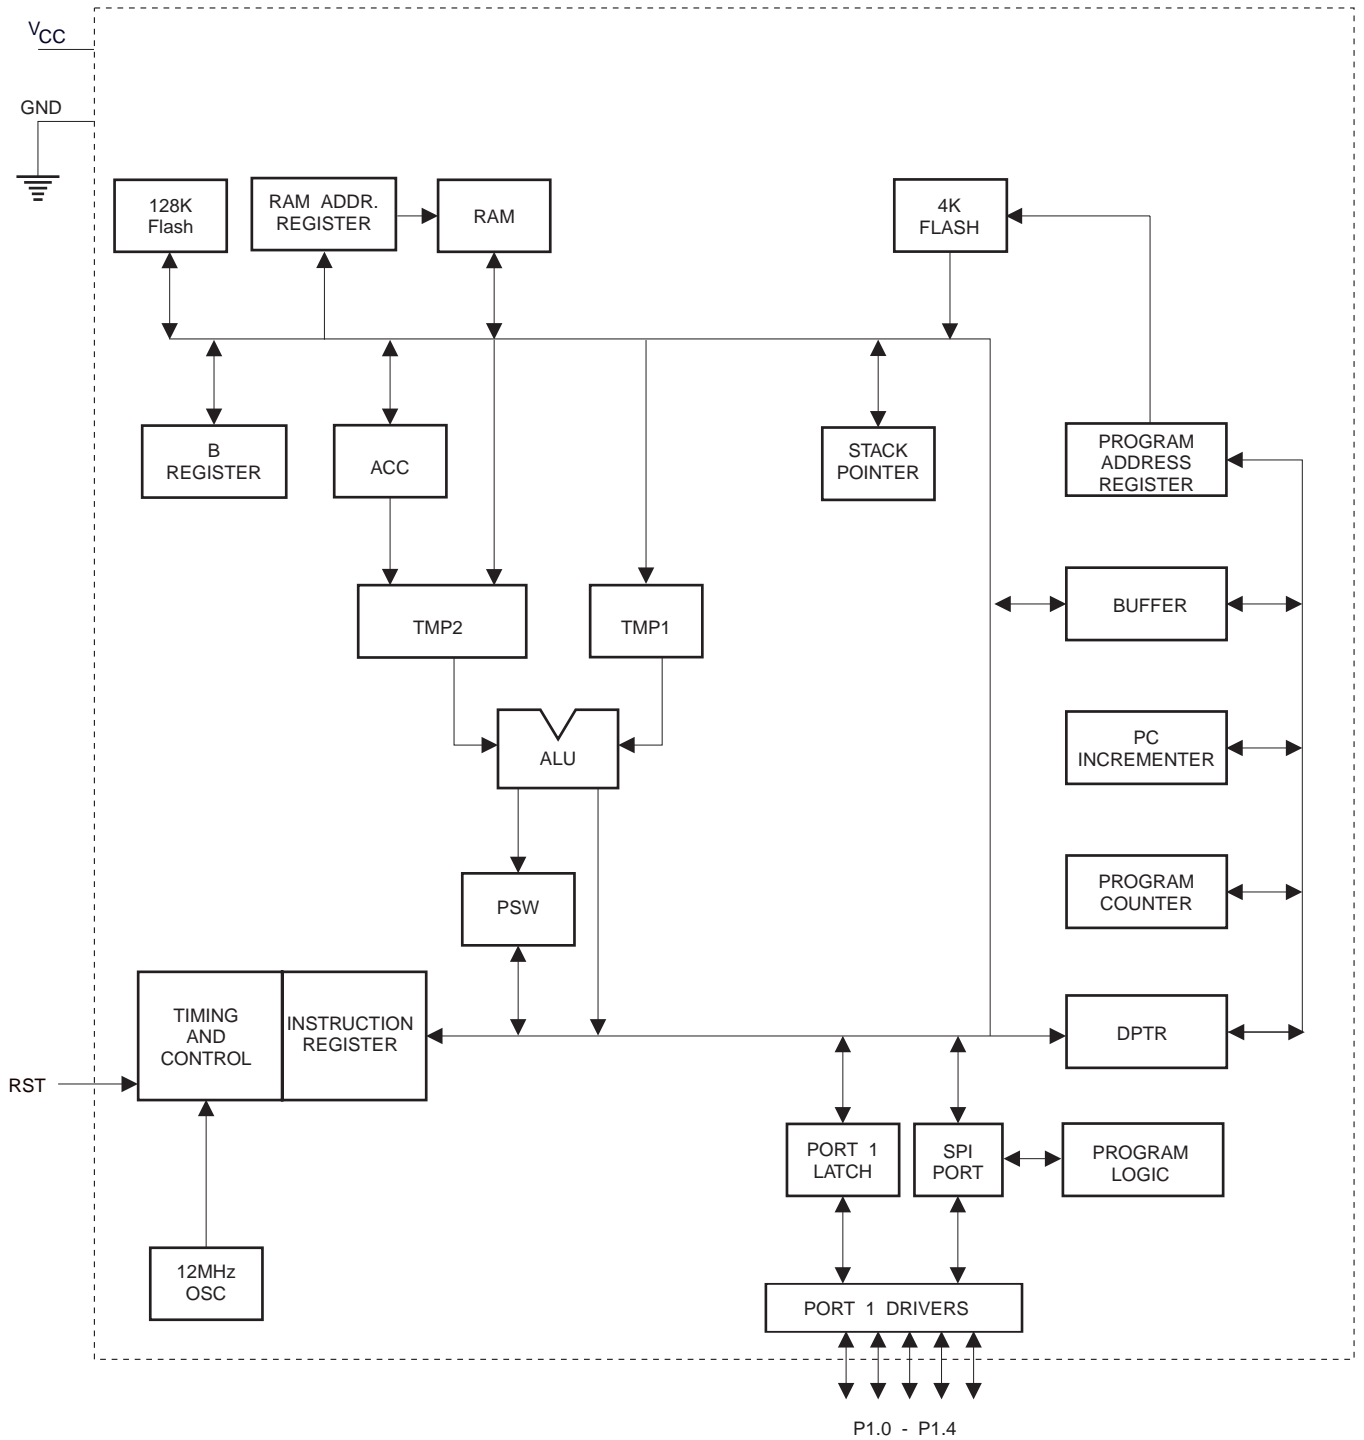 VCC
GND
128K
Flash
RAM ADDR.
REGISTER
RAM
4K
FLASH
B
REGISTER
ACC
STACK
POINTER
PROGRAM
ADDRESS
REGISTER
TMP2
TMP1
BUFFER
ALU
PC
INCREMENTER
PSW
PROGRAM
COUNTER
TIMING
AND
CONTROL
INSTRUCTION
REGISTER
DPTR
RST
PORT 1
LATCH
SPI
PORT
PROGRAM
LOGIC
12MHz
OSC
PORT 1 DRIVERS
P1.0 - P1.4